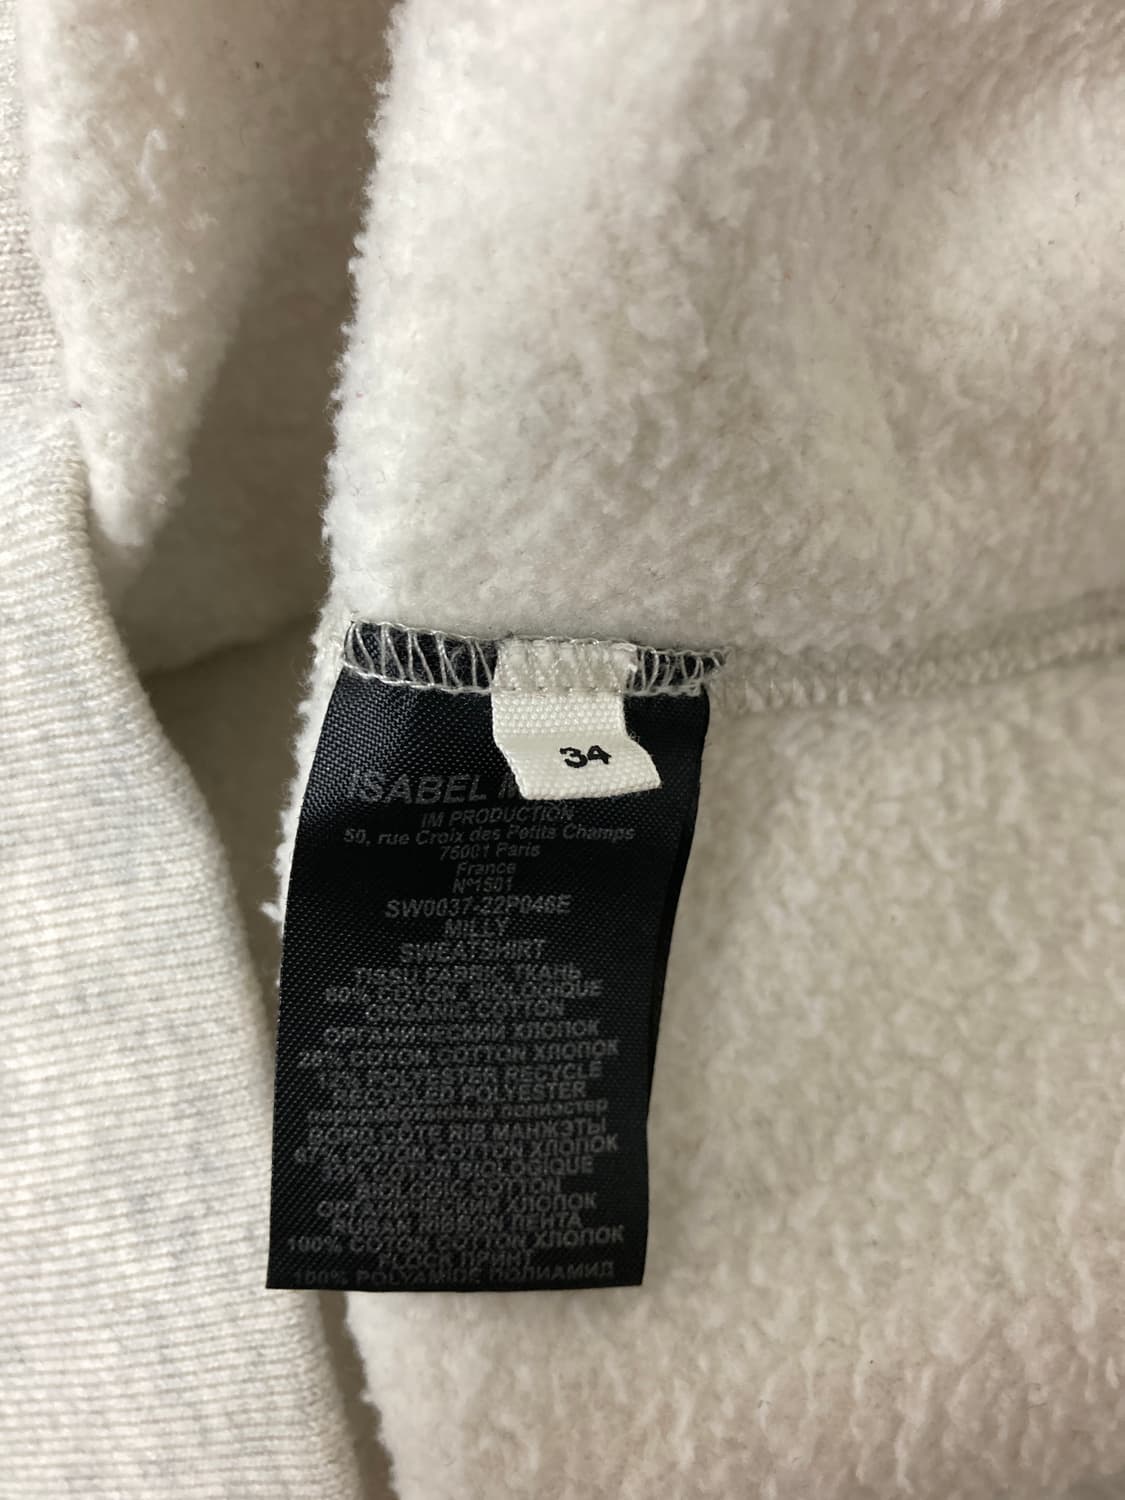 34
ISABEL
IM PRODUCTION
50, rue Croix des Petits Champs
75001 Paris
France
N°1501
SW0037-22P046E
MILLY
SWEATSHIRT
TISSU FABRIC ТКАНЬ
60% COTON BIOLOGIQUE
ORGANIC COTTON
ОРГАНИЧЕСКИЙ ХЛОПОК
COTON COTTON ХЛОПОК
POLYESTER RECYCLE
RECYCLED POLYESTER
полиэстер
BORD COTE RIB МАНЖЭТЫ
COTON COTTON ХЛОПОК
COTON BIOLOGIQUE
BIOLOGIC COTTON
ОРГАНИЧЕСКИЙ ХЛОПОК
RUBAN RIBBON ЛЕНТА
100% COTON COTTON ХЛОПОК
FLOCK ПРИНТ
100% POLYAMIDE ПОЛИАМИД